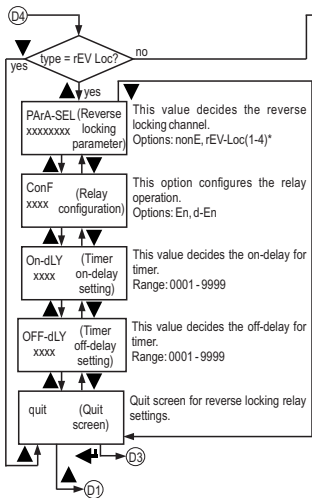 D4
type = rEV Loc?
no
yes
yes
PArA-SEL (Reverse
xxxxxxxx locking
parameter)
This value decides the reverse
locking channel.
Options: nonE, rEV-Loc(1-4)*
ConF (Relay
xxxx configuration)
This option configures the relay
operation.
Options: En, d-En
On-dLY (Timer
xxxx on-delay
setting)
This value decides the on-delay for
timer.
Range: 0001 - 9999
OFF-dLY (Timer
xxxx off-delay
setting)
This value decides the off-delay for
timer.
Range: 0001 - 9999
quit (Quit
screen)
Quit screen for reverse locking relay
settings.
D3
D1